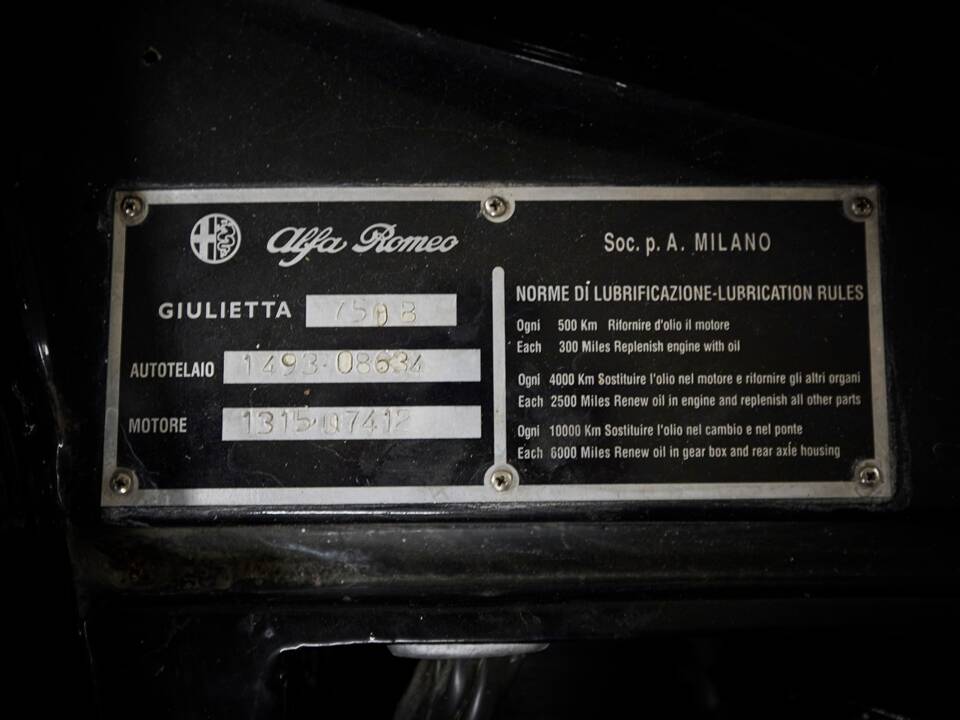 Alfa Romeo
GIULIETTA 750 B
AUTOTELAIO 1493·08634
MOTORE 1315·07412
Soc. p. A. MILANO
NORME Di LUBRIFICAZIONE-LUBRICATION RULES
Ogni 500 Km Rifornire d'olio il motore
Each 300 Miles Replenish engine with oil
Ogni 4000 Km Sostituire l'olio nel motore e rifornire gli altri organi
Each 2500 Miles Renew oil in engine and replenish all other parts
Ogni 10000 Km Sostituire l'olio nel cambio e nel ponte
Each 6000 Miles Renew oil in gear box and rear axle housing